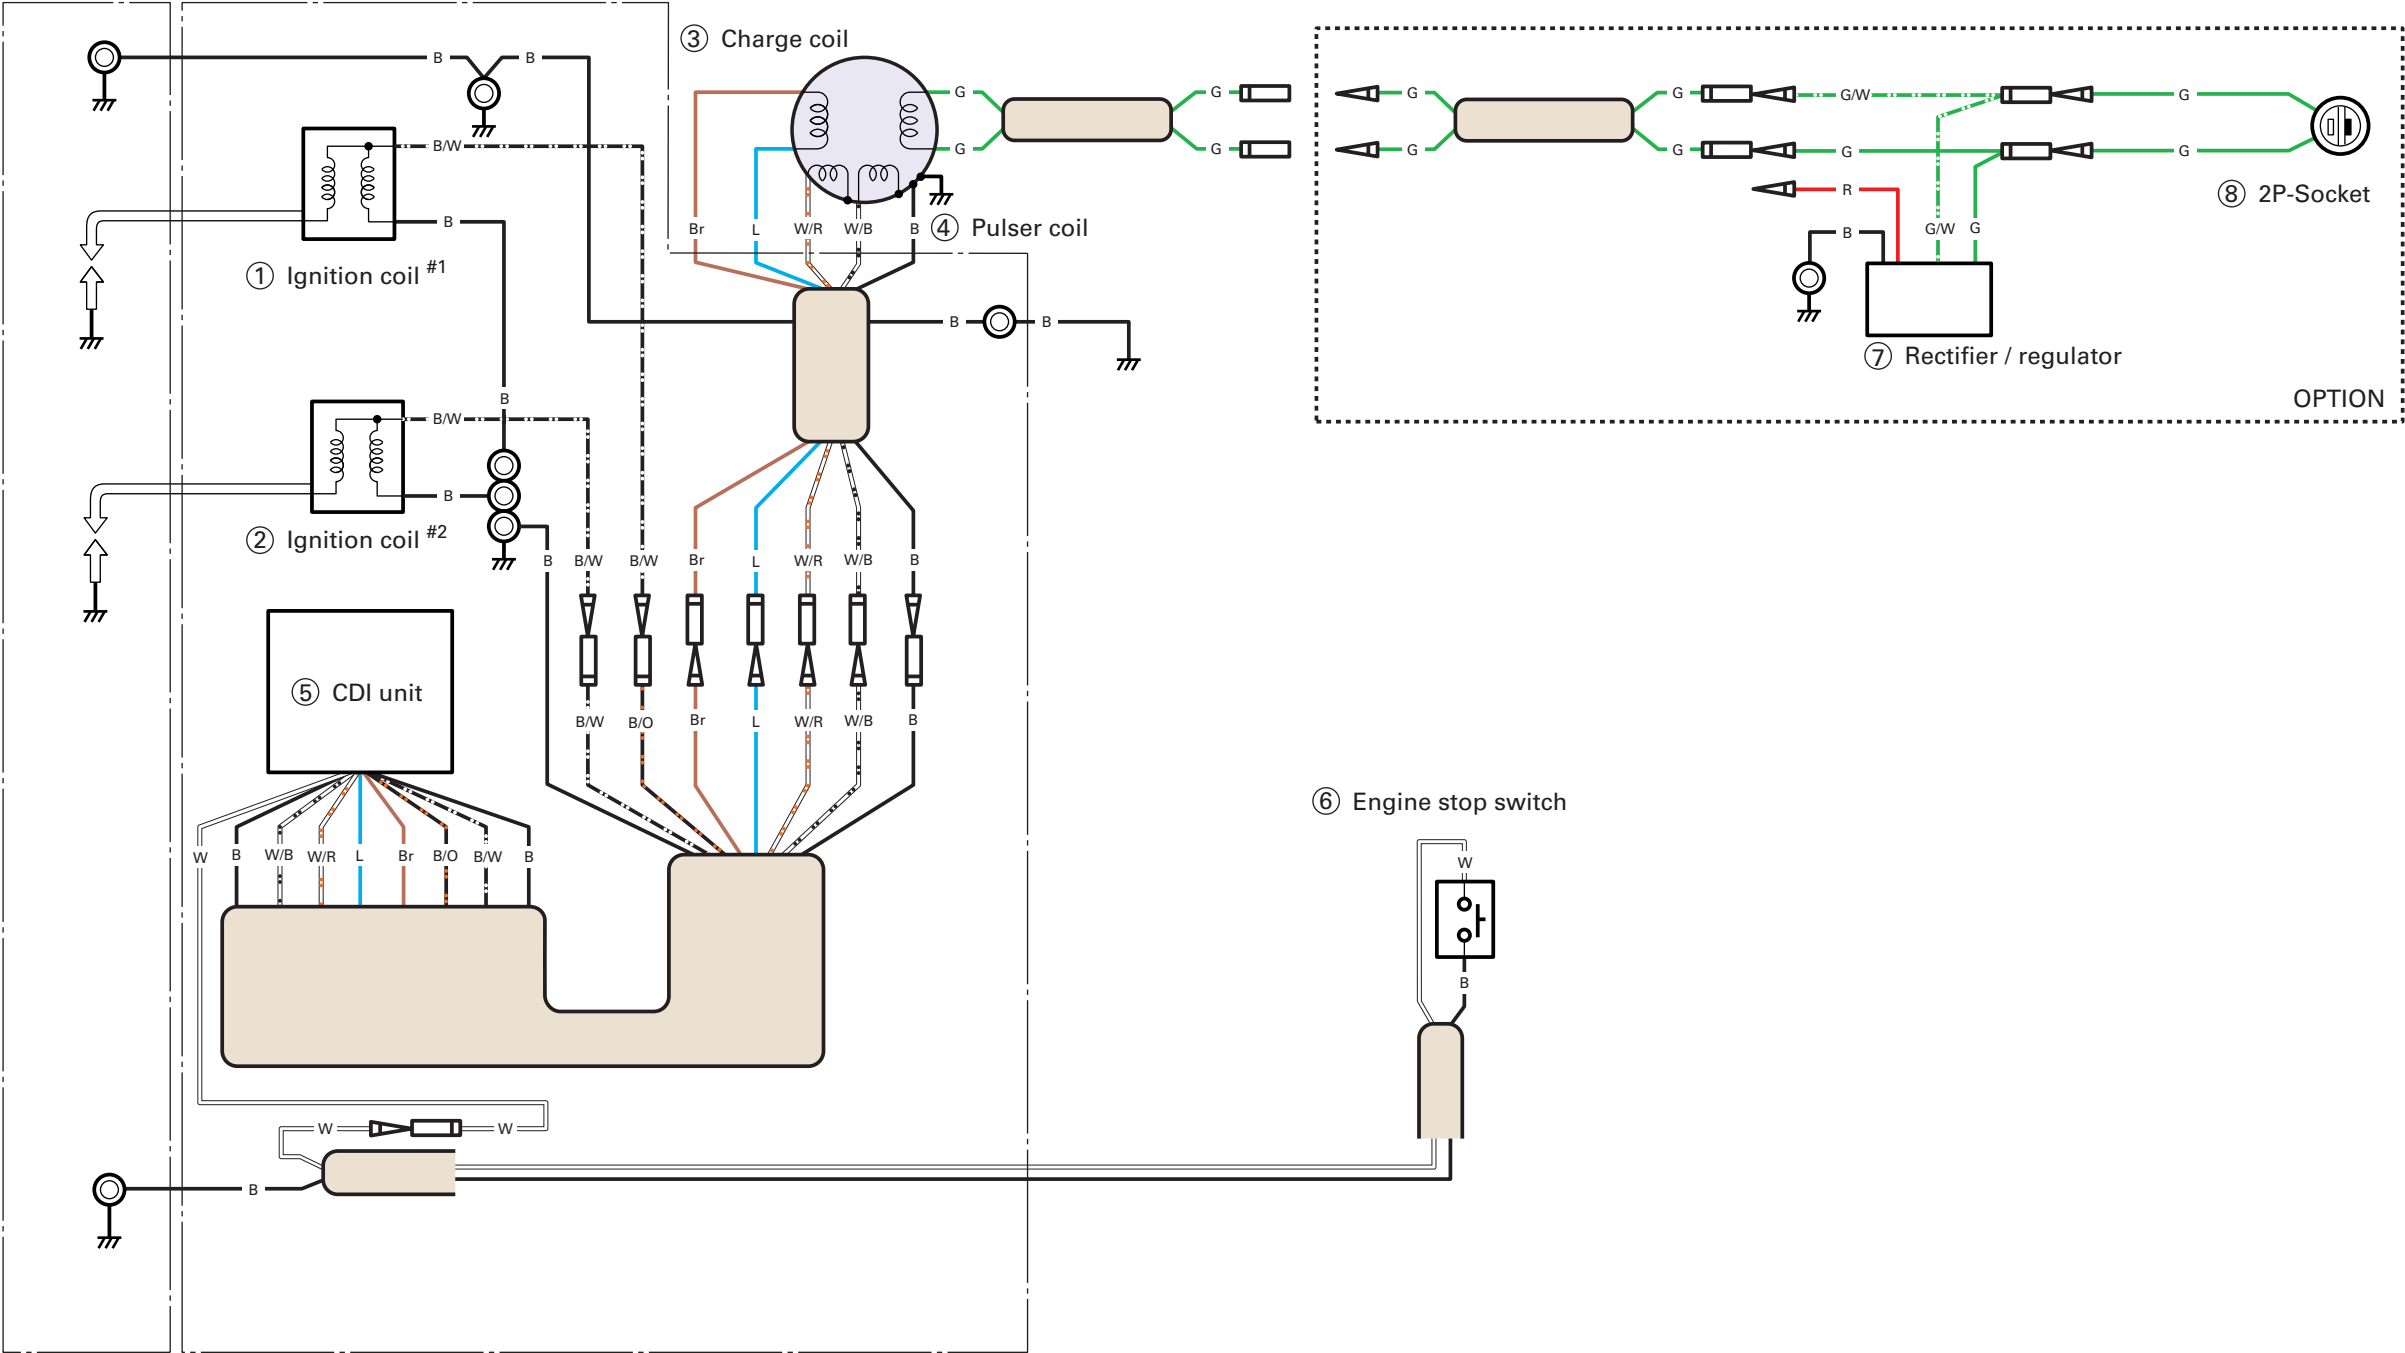 ③ Charge coil
B B
G G G G G/W G
B/W
G G G G G
R
⑧ 2P-Socket
B
Br L W/R W/B B ④ Pulser coil
B G/W G
① Ignition coil #1
B B
⑦ Rectifier / regulator
OPTION
B
B/W
B
② Ignition coil #2
B B/W B/W Br L W/R W/B B
⑤ CDI unit
B/W B/O Br L W/R W/B B
⑥ Engine stop switch
W B W/B W/R L Br B/O B/W B
W
B
W W
B